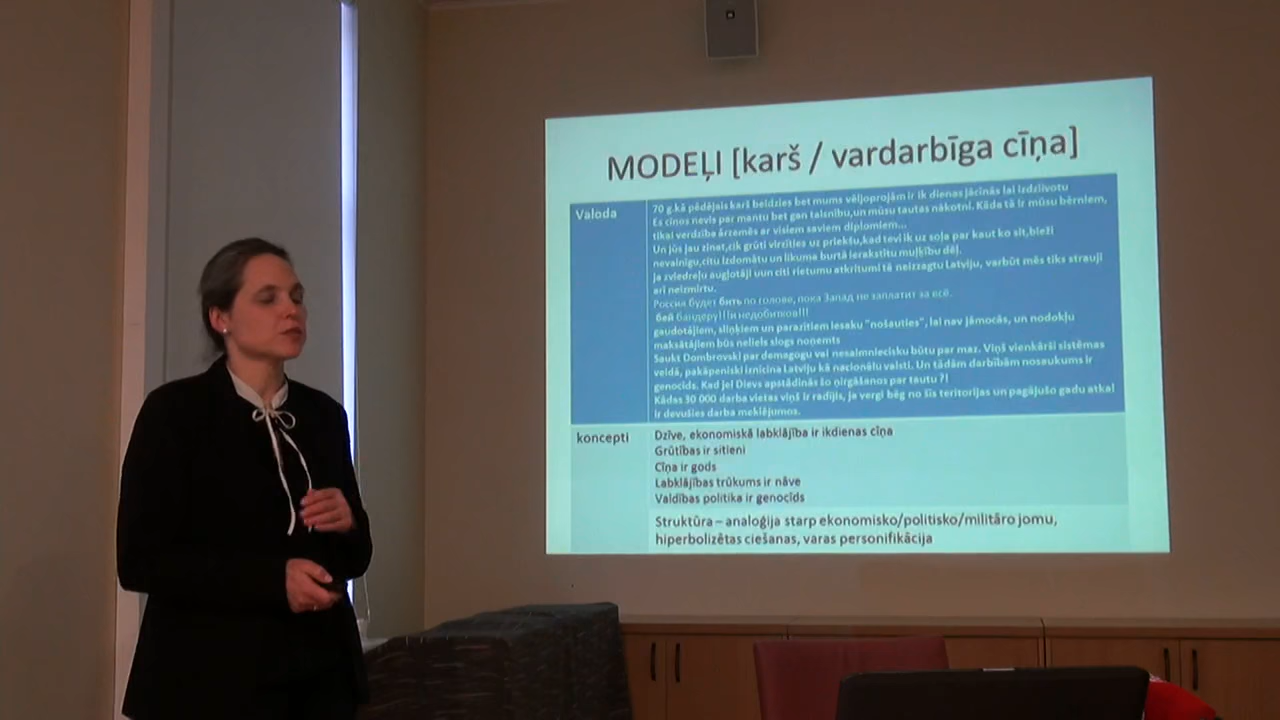 MODEĻI [karš / vardarbīga cīņa]
Valoda
70 g.kā pēdējais karš beidzies bet mums vēljoprojām ir ik dienas jācīnās lai izdzīvotu
Es cīnos nevis par mantu bet gan taisnību,un mūsu tautas nākotni. Kāda tā ir mūsu bērniem,
tikai verdzība ārzemēs ar visiem saviem diplomiem...
Un jūs jau zinat,cik grūti virzīties uz priekšu,kad tevi ik uz soļa par kaut ko sit,bieži
nevainīgu,citu izdomātu un likuma burtā ierakstītu muļķību dēļ.
ja zviedreļu augļotāji uun citi rietumu atkritumi tē neizzagtu Latviju, varbūt mēs tiks strauji
arī neizmirtu.
Россия будет бить по голове, пока Запад не заплатит за всё.
бей бандеру!!!и недобитков!!!
gaudotājiem, sliņķiem un parazītiem iesaku "nošauties", lai nav jāmocās, un nodokļu
maksātājiem būs neliels slogs noņemts
Saukt Dombrovski par demagogu vai nesaimniecisku būtu par maz. Viņš vienkārši sistēmas
veidā, pakāpeniski iznīcina Latviju kā nacionālu valsti. Un tādām darbībām nosaukums ir
genocīds. Kad jel Dievs apstādinās šo ņirgāšanos par tautu ?!
Kādas 30 000 darba vietas viņš ir radījis, ja vergi bēg no šīs teritorijas un pagājušo gadu atkal
ir devušies darba meklējumos.
koncepti
Dzīve, ekonomiskā labklājība ir ikdienas cīņa
Grūtības ir sitieni
Cīņa ir gods
Labklājības trūkums ir nāve
Valdības politika ir genocīds
Struktūra – analoģija starp ekonomisko/politisko/militāro jomu,
hiperbolizētas ciešanas, varas personifikācija